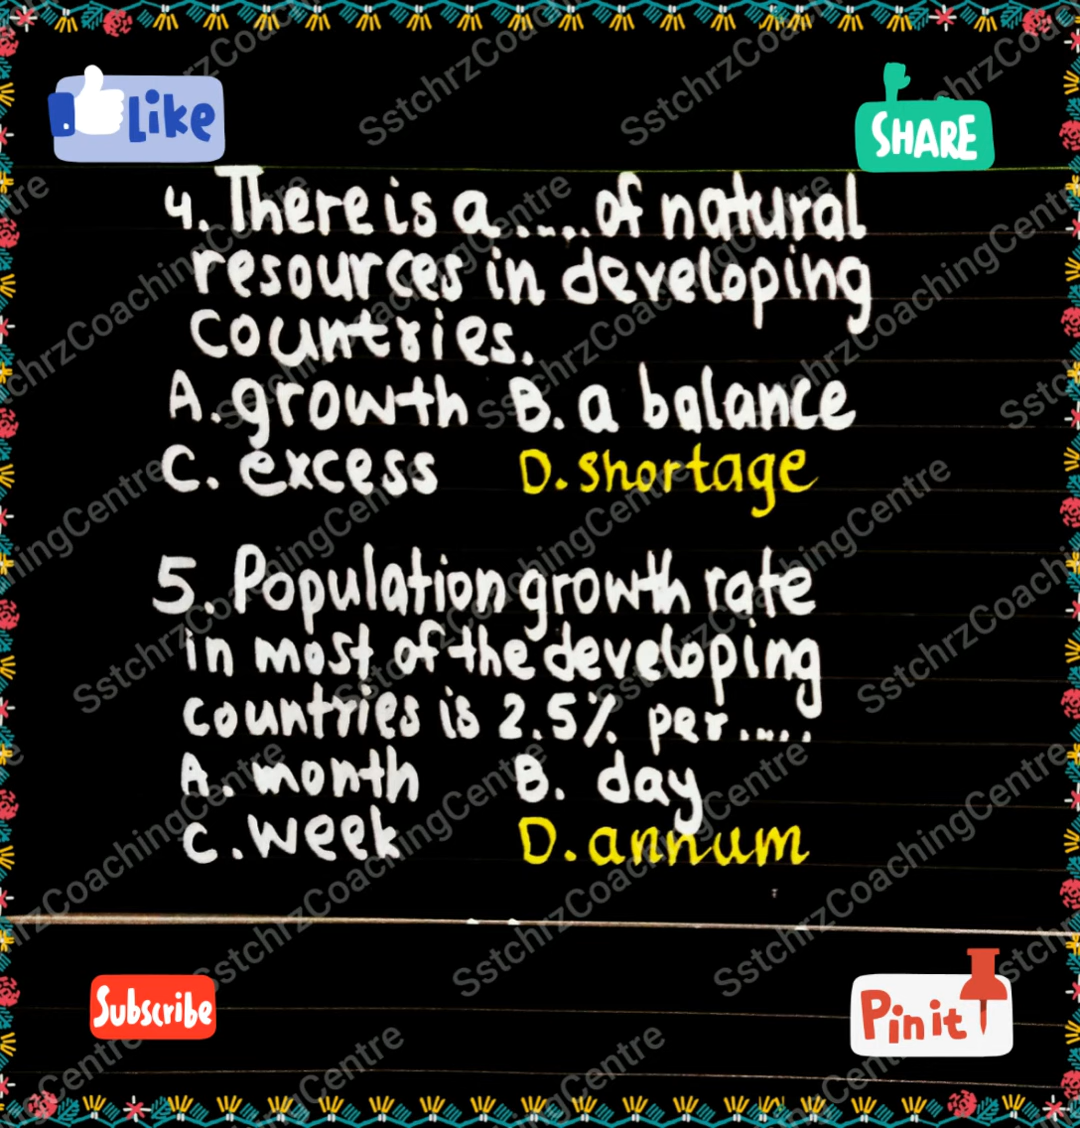 Like
SHARE
4. There is a .....of natural
resources in developing
countries.
A. growth B. a balance
C. excess D. shortage
5. Population growth rate
in most of the developing
countries is 2.5% per .....
A. month B. day
C. week D. annum
Subscribe
Pin it
SstchrzCoachingCentre